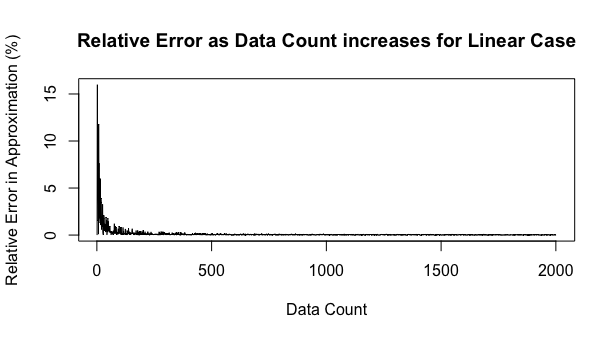 Relative Error as Data Count increases for Linear Case
Relative Error in Approximation (%)
15
10
5
0
0 500 1000 1500 2000
Data Count